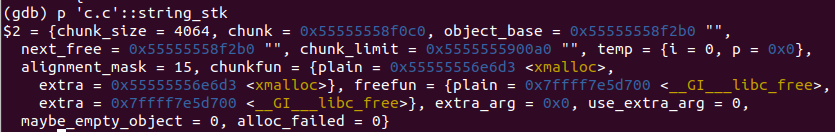 (gdb) p 'c.c'::string_stk
$2 = {chunk_size = 4064, chunk = 0x55555558f0c0, object_base = 0x55555558f2b0 "",
  next_free = 0x55555558f2b0 "", chunk_limit = 0x5555555900a0 "", temp = {i = 0, p = 0x0},
  alignment_mask = 15, chunkfun = {plain = 0x55555556e6d3 <xmalloc>,
    extra = 0x55555556e6d3 <xmalloc>}, freefun = {plain = 0x7ffff7e5d700 <__GI___libc_free>,
    extra = 0x7ffff7e5d700 <__GI___libc_free>}, extra_arg = 0x0, use_extra_arg = 0,
  maybe_empty_object = 0, alloc_failed = 0}